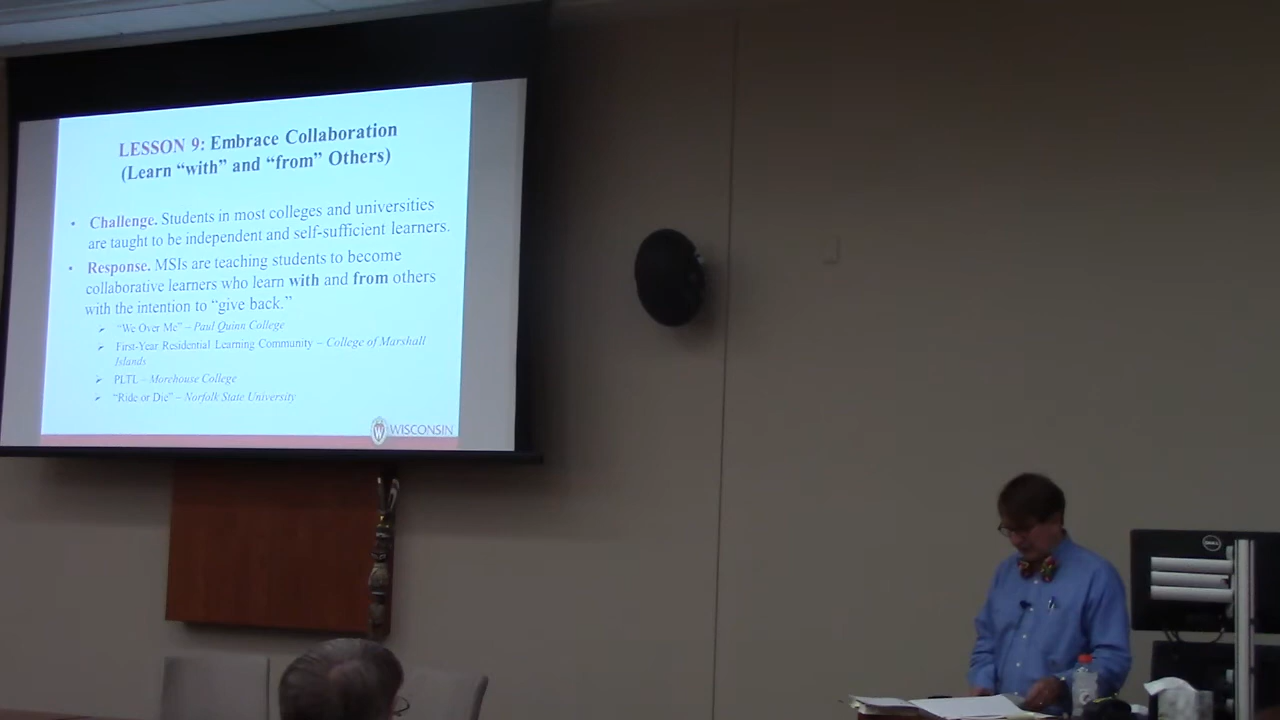 LESSON 9: Embrace Collaboration
(Learn “with” and “from” Others)
• Challenge. Students in most colleges and universities
are taught to be independent and self-sufficient learners.
• Response. MSIs are teaching students to become
collaborative learners who learn with and from others
with the intention to “give back.”
➢ “We Over Me” – Paul Quinn College
➢ First-Year Residential Learning Community – College of Marshall
Islands
➢ PLTL – Morehouse College
➢ “Ride or Die” – Norfolk State University
W WISCONSIN
DELL